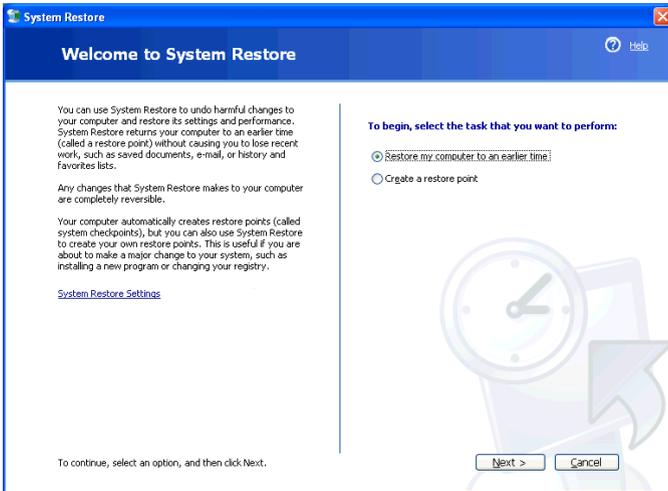 System Restore
Welcome to System Restore
Help
You can use System Restore to undo harmful changes to
your computer and restore its settings and performance.
System Restore returns your computer to an earlier time
(called a restore point) without causing you to lose recent
work, such as saved documents, e-mail, or history and
favorites lists.
Any changes that System Restore makes to your computer
are completely reversible.
Your computer automatically creates restore points (called
system checkpoints), but you can also use System Restore
to create your own restore points. This is useful if you are
about to make a major change to your system, such as
installing a new program or changing your registry.
System Restore Settings
To begin, select the task that you want to perform:
Restore my computer to an earlier time
Create a restore point
To continue, select an option, and then click Next.
Next >
Cancel